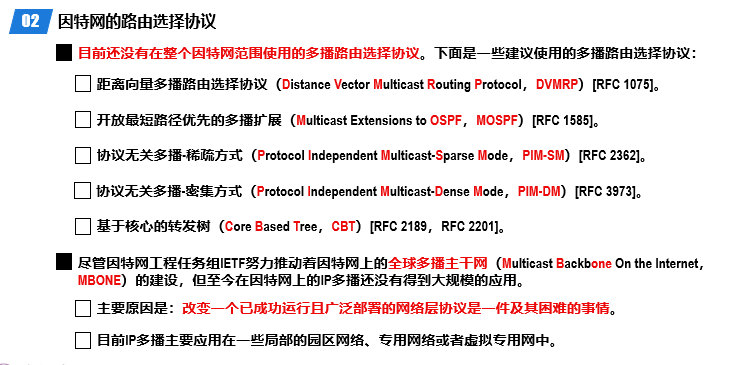 02 因特网的路由选择协议
目前还没有在整个因特网范围使用的多播路由选择协议。下面是一些建议使用的多播路由选择协议：
距离向量多播路由选择协议（Distance Vector Multicast Routing Protocol，DVMRP）[RFC 1075]。
开放最短路径优先的多播扩展（Multicast Extensions to OSPF，MOSPF）[RFC 1585]。
协议无关多播-稀疏方式（Protocol Independent Multicast-Sparse Mode，PIM-SM）[RFC 2362]。
协议无关多播-密集方式（Protocol Independent Multicast-Dense Mode，PIM-DM）[RFC 3973]。
基于核心的转发树（Core Based Tree，CBT）[RFC 2189，RFC 2201]。
尽管因特网工程任务组IETF努力推动着因特网上的全球多播主干网（Multicast Backbone On the Internet，
MBONE）的建设，但至今在因特网上的IP多播还没有得到大规模的应用。
主要原因是：改变一个已成功运行且广泛部署的网络层协议是一件及其困难的事情。
目前IP多播主要应用在一些局部的园区网络、专用网络或者虚拟专用网中。